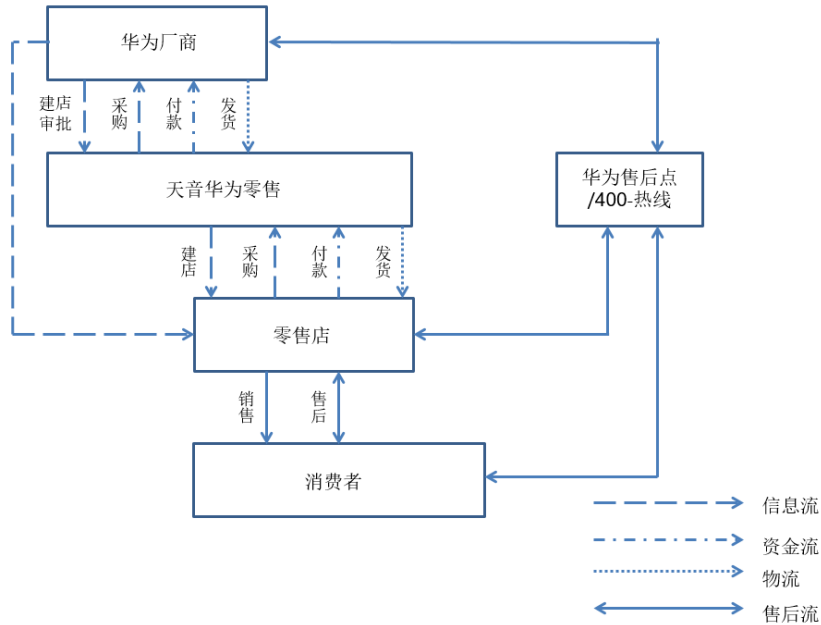 华为厂商
建店
审批
采购
付款
发货
天音华为零售
华为售后点
/400-热线
建店
采购
付款
发货
零售店
销售
售后
消费者
信息流
资金流
物流
售后流